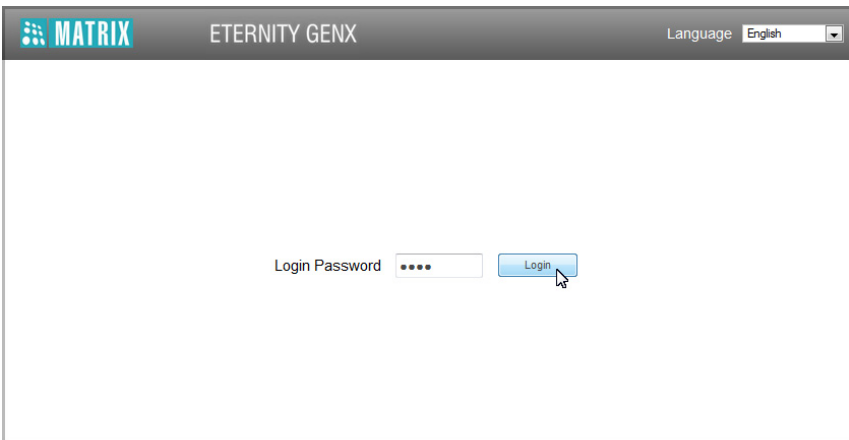 MATRIX ETERNITY GENX Language English
Login Password •••• Login